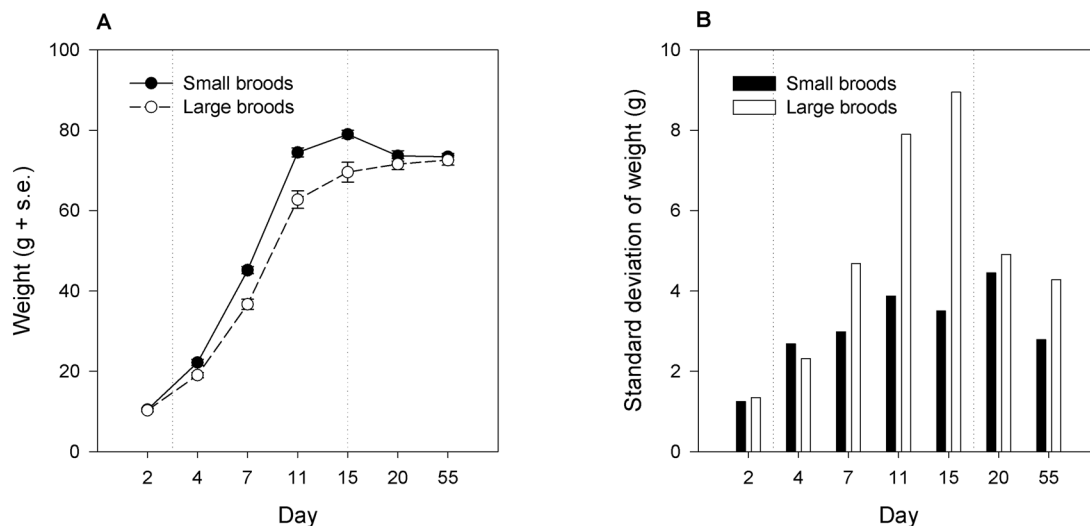 A
Weight (g + s.e.)
100
80
60
40
20
0
Small broods
Large broods
2 4 7 11 15 20 55
Day
B
Standard deviation of weight (g)
10
8
6
4
2
0
Small broods
Large broods
2 4 7 11 15 20 55
Day